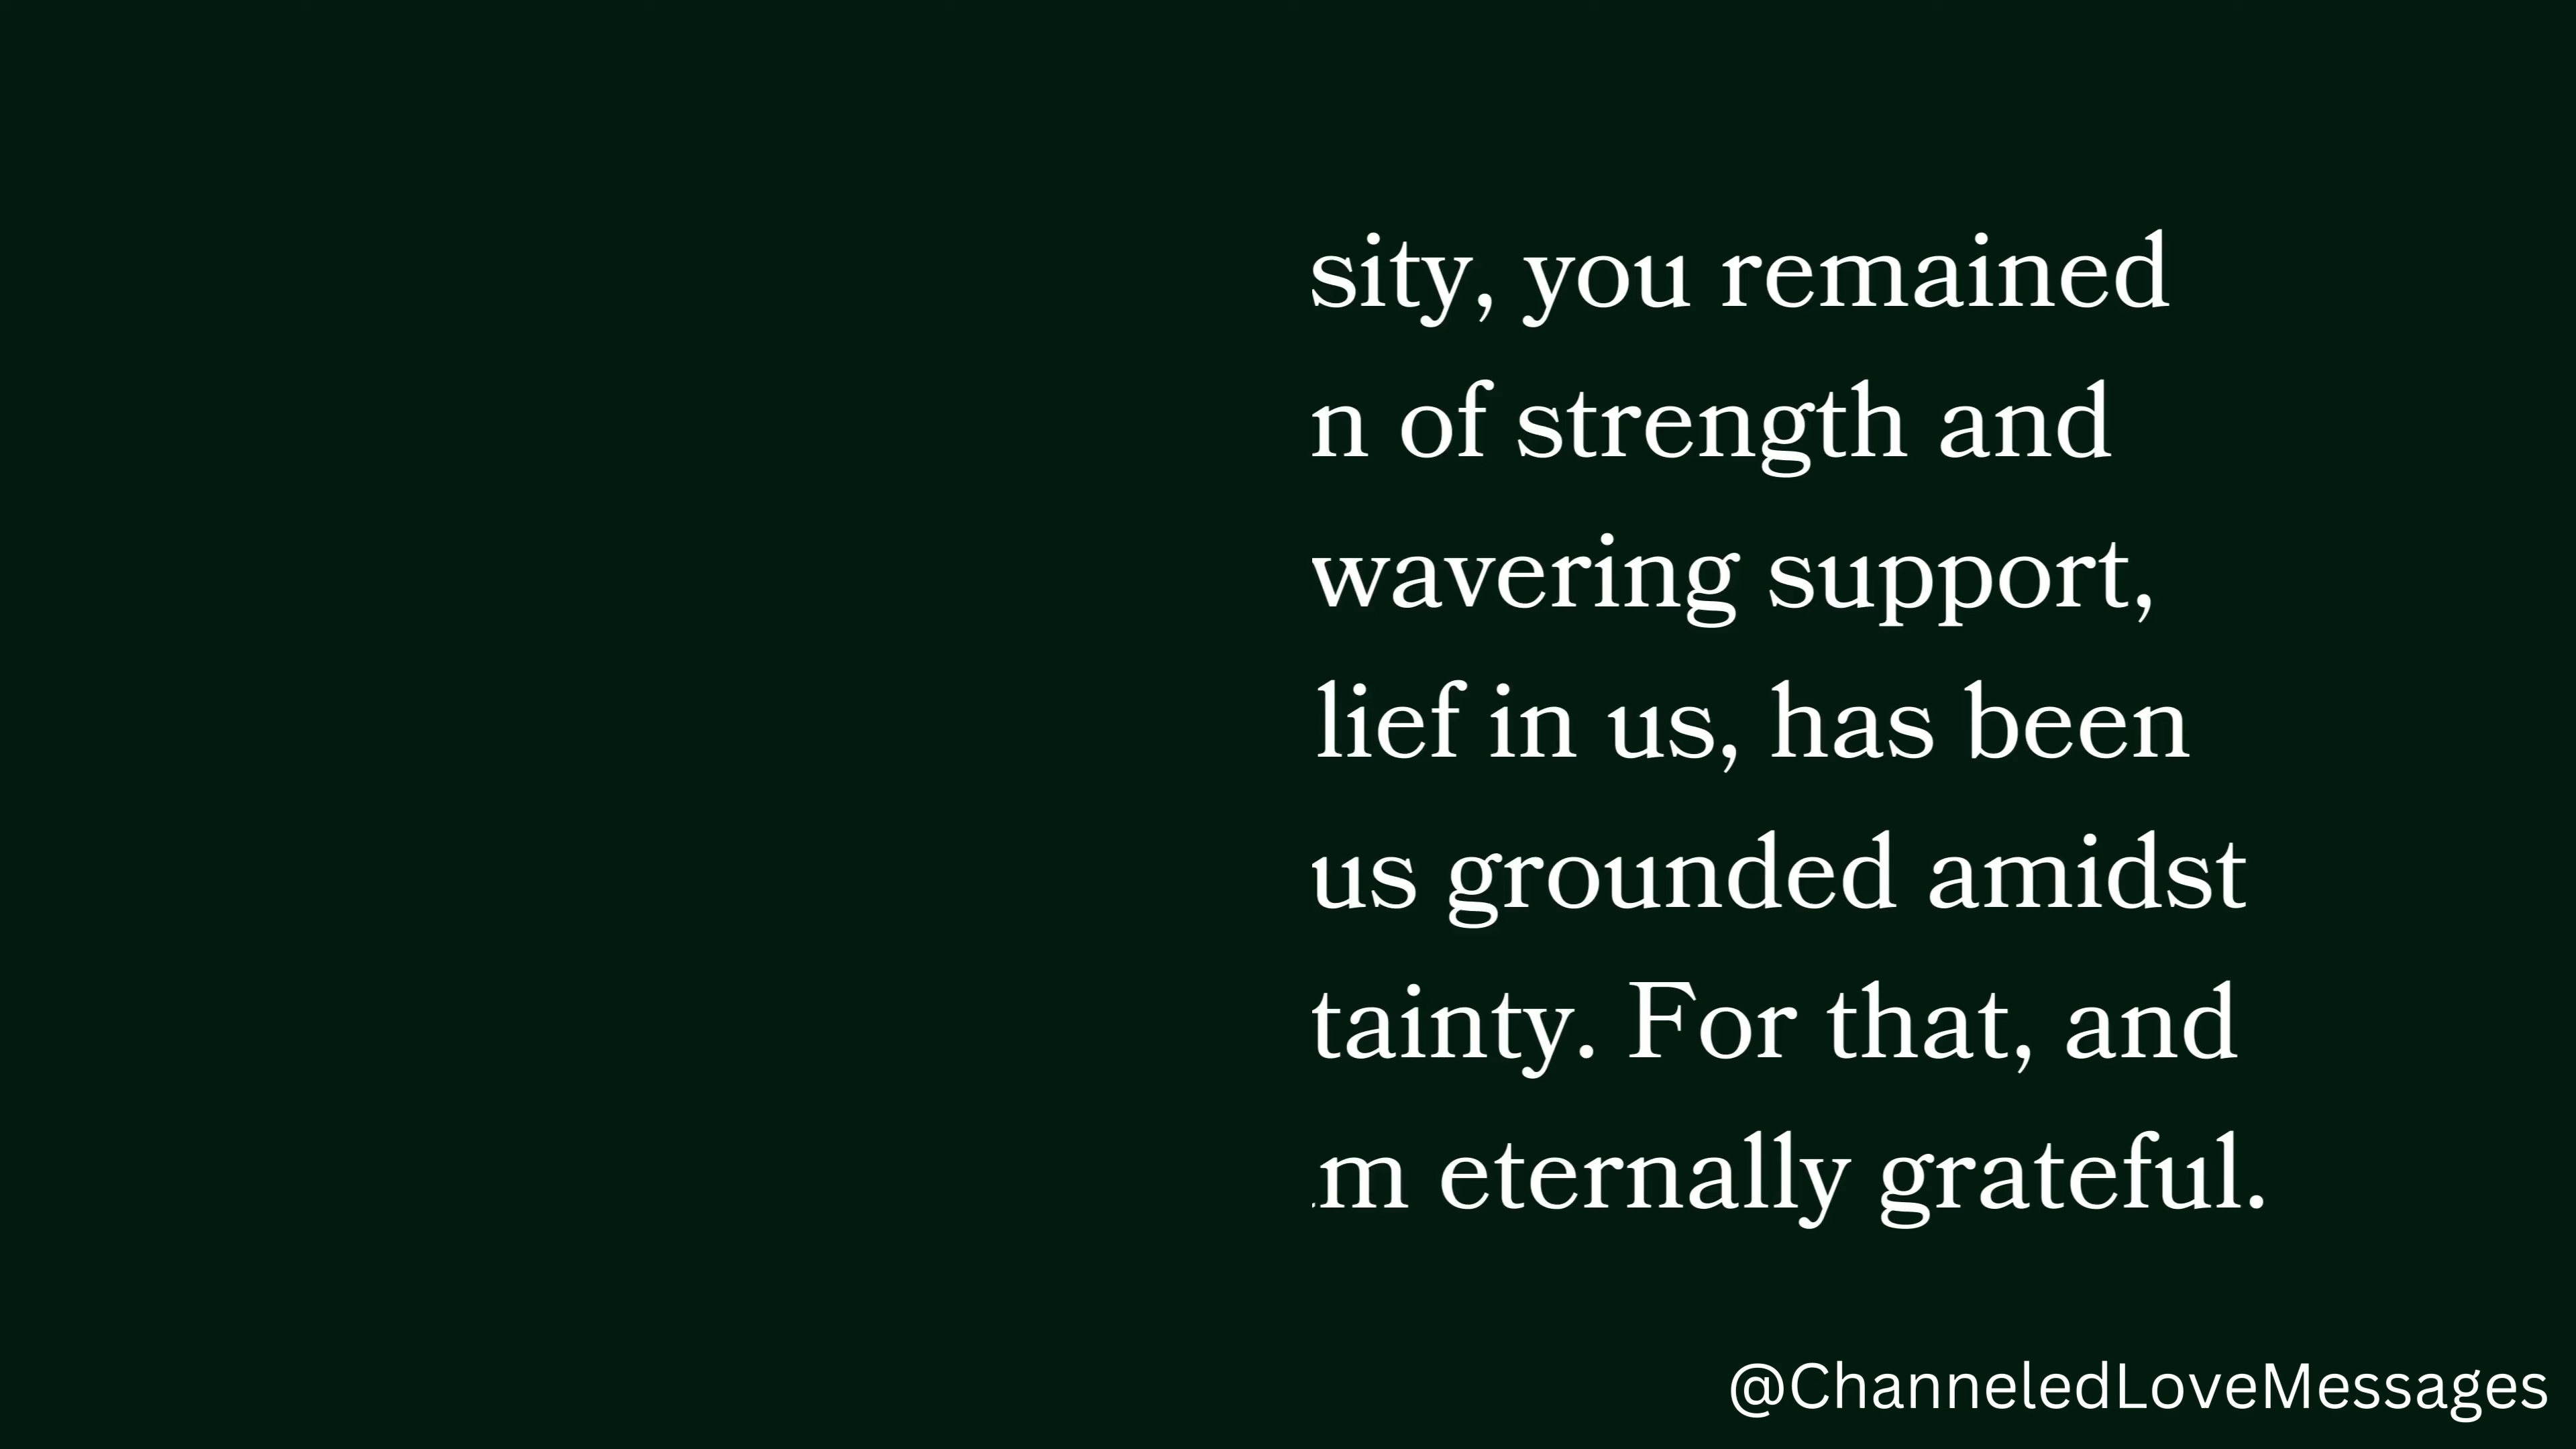 sity, you remained
n of strength and
wavering support,
lief in us, has been
us grounded amidst
tainty. For that, and
m eternally grateful.
@ChanneledLoveMessages